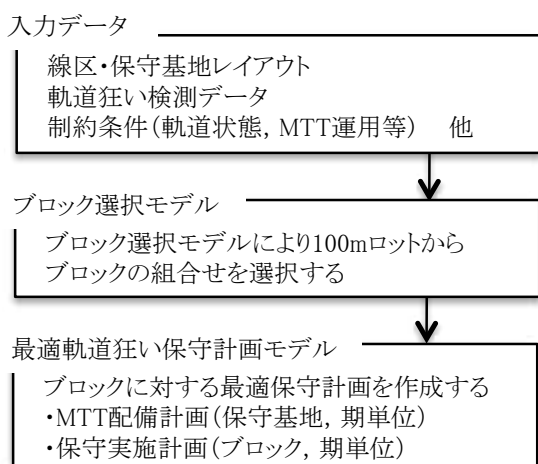 入力データ
線区・保守基地レイアウト
軌道狂い検測データ
制約条件(軌道状態, MTT運用等) 他
ブロック選択モデル
ブロック選択モデルにより100mロットから
ブロックの組合せを選択する
最適軌道狂い保守計画モデル
ブロックに対する最適保守計画を作成する
・MTT配備計画(保守基地, 期単位)
・保守実施計画(ブロック, 期単位)